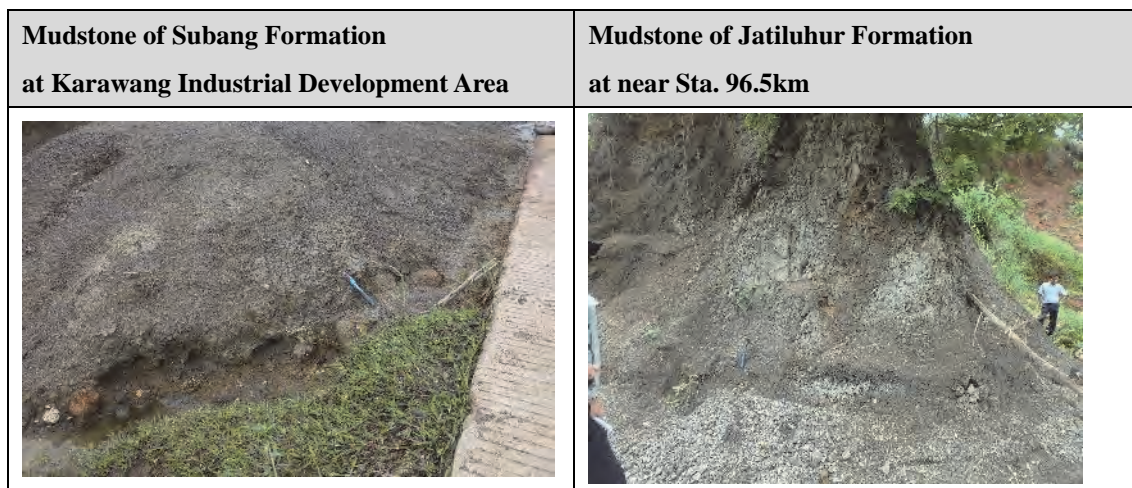 Mudstone of Subang Formation
at Karawang Industrial Development Area
Mudstone of Jatiluhur Formation
at near Sta. 96.5km